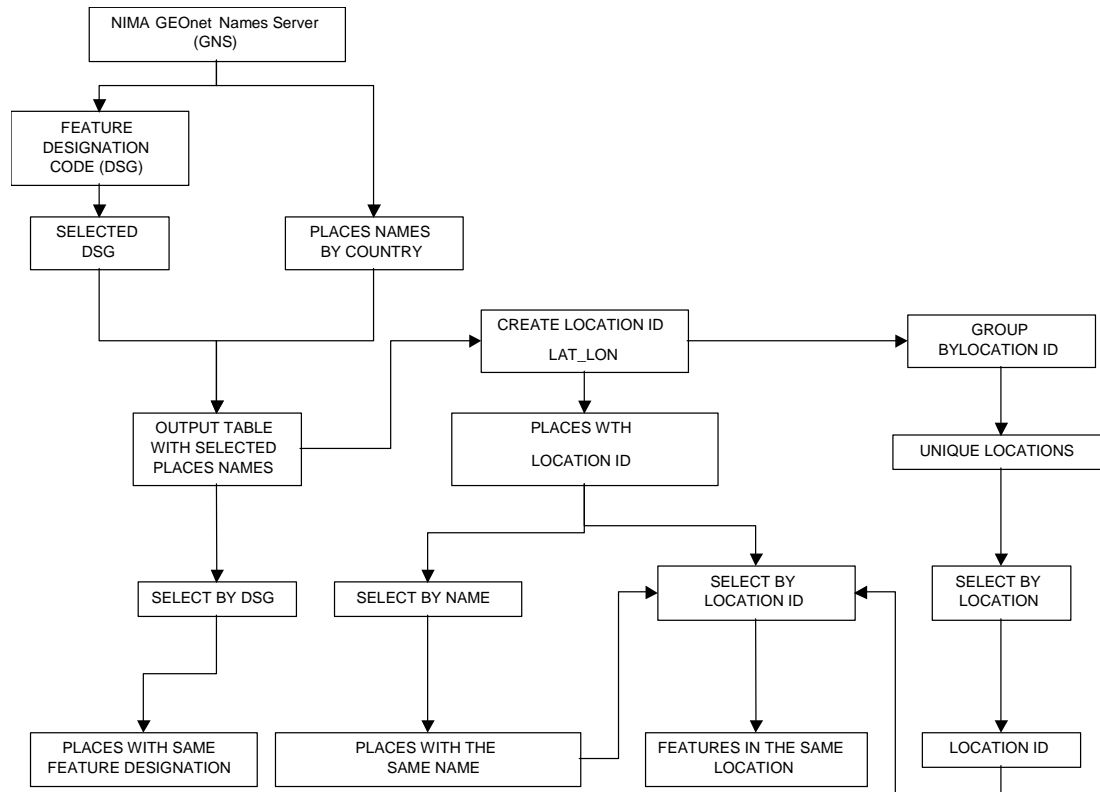 NIMA GEOnet Names Server
(GNS)
FEATURE
DESIGNATION
CODE (DSG)
SELECTED
DSG
PLACES NAMES
BY COUNTRY
CREATE LOCATION ID
LAT_LON
GROUP
BYLOCATION ID
OUTPUT TABLE
WITH SELECTED
PLACES NAMES
PLACES WTH
LOCATION ID
UNIQUE LOCATIONS
SELECT BY DSG
SELECT BY NAME
SELECT BY
LOCATION ID
SELECT BY
LOCATION
PLACES WITH SAME
FEATURE DESIGNATION
PLACES WITH THE
SAME NAME
FEATURES IN THE SAME
LOCATION
LOCATION ID